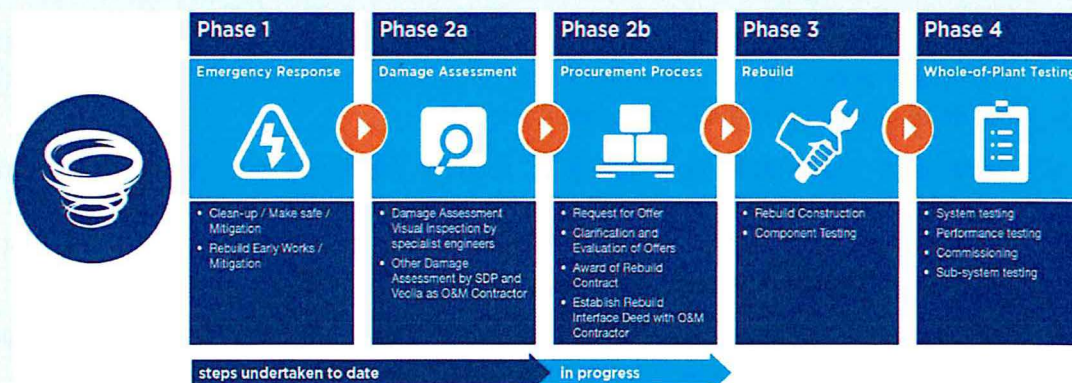 Phase 1
Emergency Response
• Clean-up / Make safe /
Mitigation
• Rebuild Early Works /
Mitigation
Phase 2a
Damage Assessment
• Damage Assessment
Visual Inspection by
specialist engineers
• Other Damage
Assessment by SDP and
Veolia as O&M Contractor
Phase 2b
Procurement Process
• Request for Offer
• Clarification and
Evaluation of Offers
• Award of Rebuild
Contract
• Establish Rebuild
Interface Deed with O&M
Contractor
Phase 3
Rebuild
• Rebuild Construction
• Component Testing
Phase 4
Whole-of-Plant Testing
• System testing
• Performance testing
• Commissioning
• Sub-system testing
steps undertaken to date
in progress